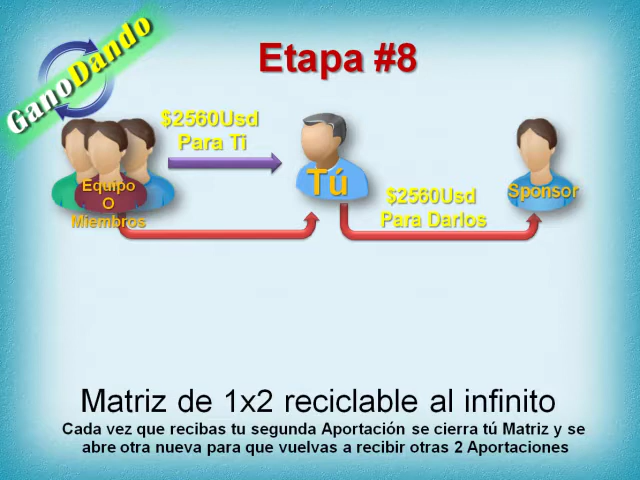 GanoDando
Etapa #8
$2560Usd
Para Ti
Equipo
O
Miembros
Tú
$2560Usd
Para Darlos
Sponsor
Matriz de 1x2 reciclable al infinito
Cada vez que recibas tu segunda Aportación se cierra tú Matriz y se
abre otra nueva para que vuelvas a recibir otras 2 Aportaciones